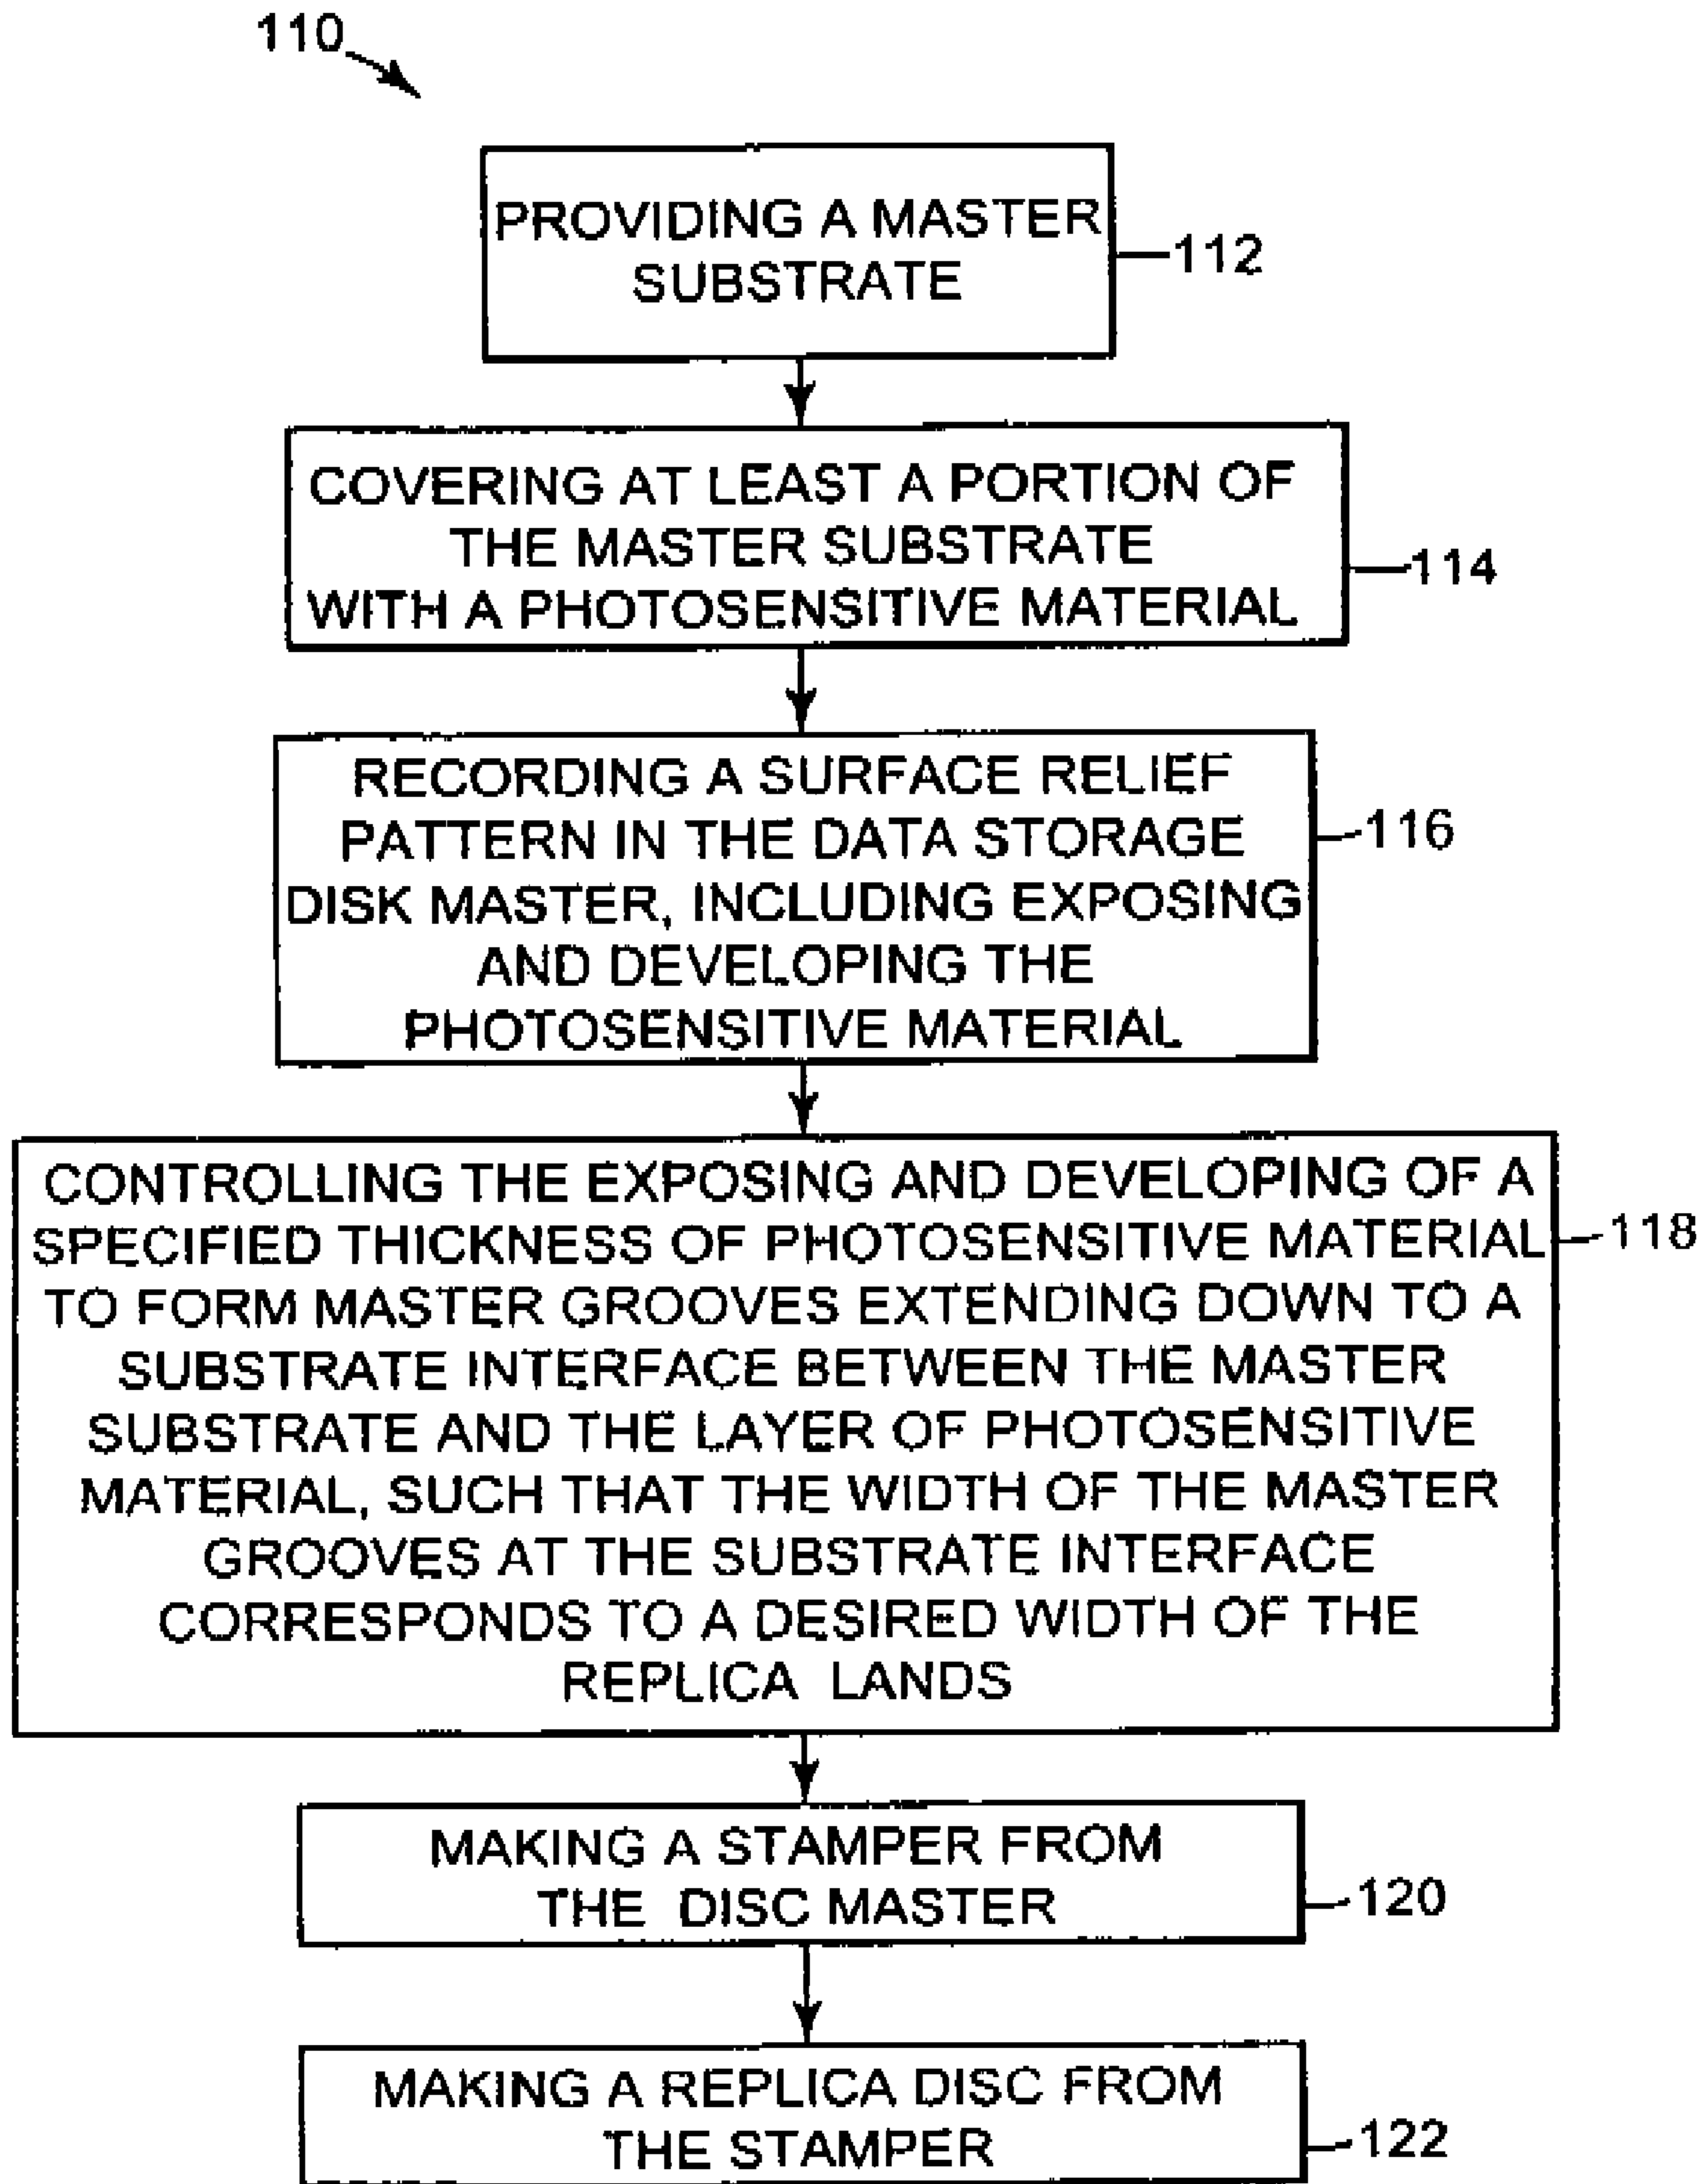 110
PROVIDING A MASTER
SUBSTRATE
112
COVERING AT LEAST A PORTION OF
THE MASTER SUBSTRATE
WITH A PHOTOSENSITIVE MATERIAL
114
RECORDING A SURFACE RELIEF
PATTERN IN THE DATA STORAGE
DISK MASTER, INCLUDING EXPOSING
AND DEVELOPING THE
PHOTOSENSITIVE MATERIAL
116
CONTROLLING THE EXPOSING AND DEVELOPING OF A
SPECIFIED THICKNESS OF PHOTOSENSITIVE MATERIAL
TO FORM MASTER GROOVES EXTENDING DOWN TO A
SUBSTRATE INTERFACE BETWEEN THE MASTER
SUBSTRATE AND THE LAYER OF PHOTOSENSITIVE
MATERIAL, SUCH THAT THE WIDTH OF THE MASTER
GROOVES AT THE SUBSTRATE INTERFACE
CORRESPONDS TO A DESIRED WIDTH OF THE
REPLICA LANDS
118
MAKING A STAMPER FROM
THE DISC MASTER
120
MAKING A REPLICA DISC FROM
THE STAMPER
122